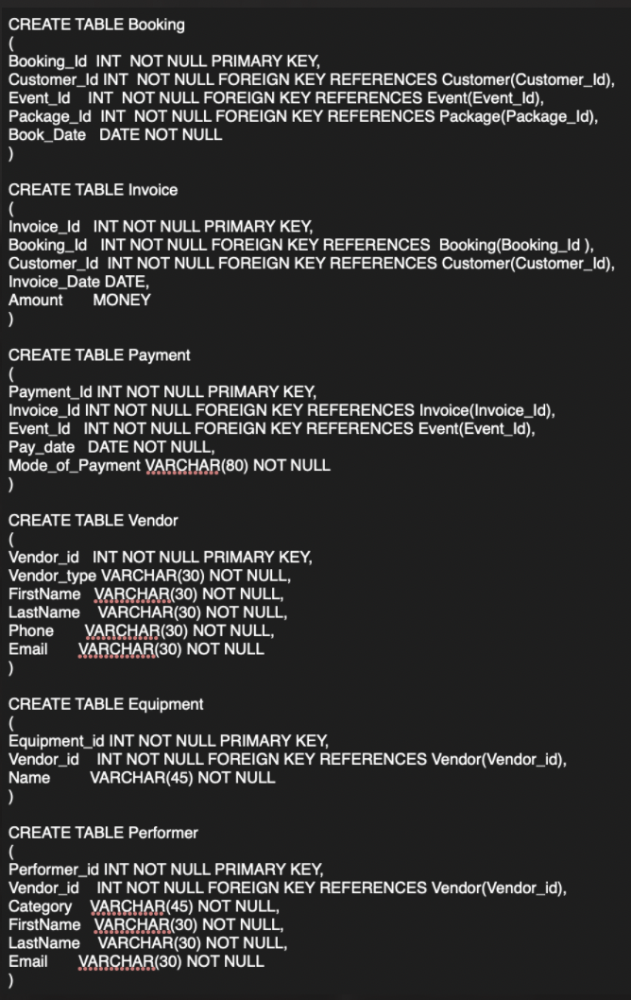 CREATE TABLE Booking
(
Booking_Id INT NOT NULL PRIMARY KEY,
Customer_Id INT NOT NULL FOREIGN KEY REFERENCES Customer(Customer_Id),
Event_Id INT NOT NULL FOREIGN KEY REFERENCES Event(Event_Id),
Package_Id INT NOT NULL FOREIGN KEY REFERENCES Package(Package_Id),
Book_Date DATE NOT NULL
)
CREATE TABLE Invoice
(
Invoice_Id INT NOT NULL PRIMARY KEY,
Booking_Id INT NOT NULL FOREIGN KEY REFERENCES Booking(Booking_Id ),
Customer_Id INT NOT NULL FOREIGN KEY REFERENCES Customer(Customer_Id),
Invoice_Date DATE,
Amount MONEY
)
CREATE TABLE Payment
(
Payment_Id INT NOT NULL PRIMARY KEY,
Invoice_Id INT NOT NULL FOREIGN KEY REFERENCES Invoice(Invoice_Id),
Event_Id INT NOT NULL FOREIGN KEY REFERENCES Event(Event_Id),
Pay_date DATE NOT NULL,
Mode_of_Payment VARCHAR(80) NOT NULL
)
CREATE TABLE Vendor
(
Vendor_id INT NOT NULL PRIMARY KEY,
Vendor_type VARCHAR(30) NOT NULL,
FirstName VARCHAR(30) NOT NULL,
LastName VARCHAR(30) NOT NULL,
Phone VARCHAR(30) NOT NULL,
Email VARCHAR(30) NOT NULL
)
CREATE TABLE Equipment
(
Equipment_id INT NOT NULL PRIMARY KEY,
Vendor_id INT NOT NULL FOREIGN KEY REFERENCES Vendor(Vendor_id),
Name VARCHAR(45) NOT NULL
)
CREATE TABLE Performer
(
Performer_id INT NOT NULL PRIMARY KEY,
Vendor_id INT NOT NULL FOREIGN KEY REFERENCES Vendor(Vendor_id),
Category VARCHAR(45) NOT NULL,
FirstName VARCHAR(30) NOT NULL,
LastName VARCHAR(30) NOT NULL,
Email VARCHAR(30) NOT NULL
)